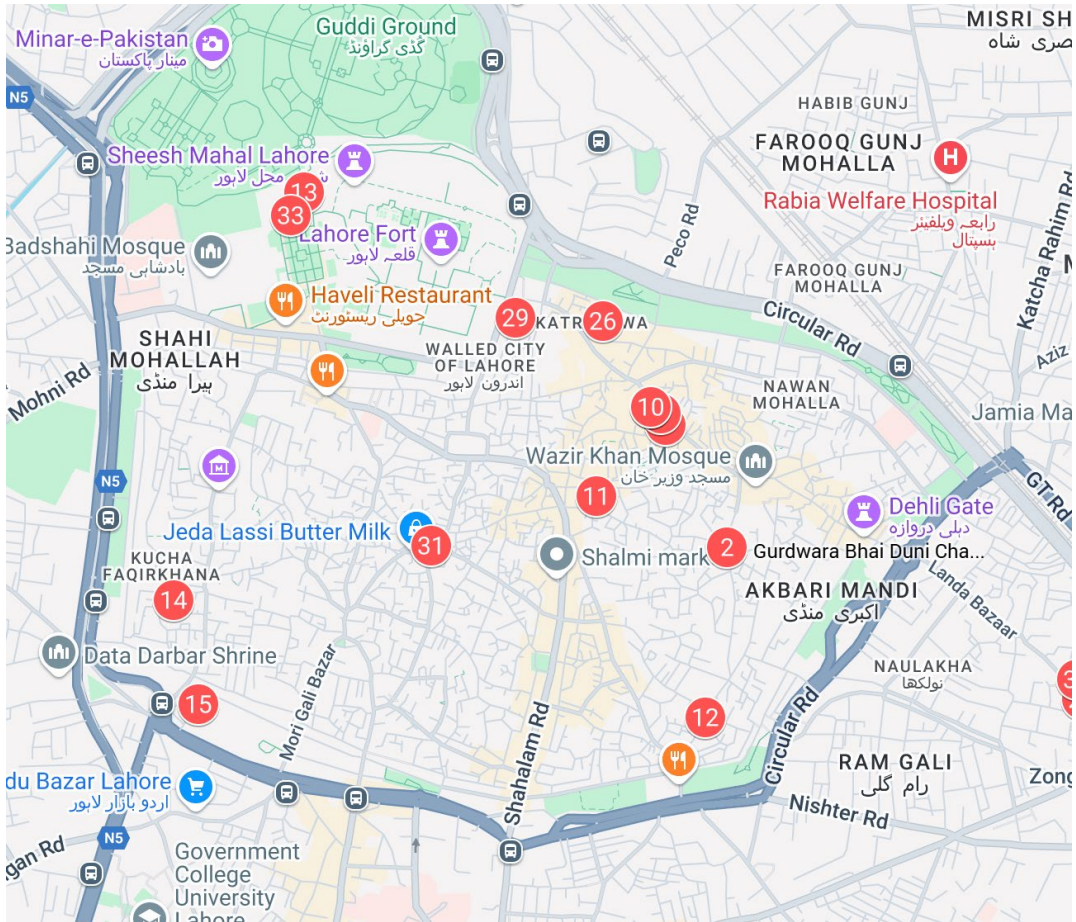 MISRI SH
مصری شاہ
Guddi Ground
گڈی گراؤنڈ
Minar-e-Pakistan
مینار پاکستان
N5
HABIB GUNJ
FAROOQ GUNJ
MOHALLA
H
Sheesh Mahal Lahore
محل لاہور
13
33
Rabia Welfare Hospital
رابعہ ویلفیئر
ہسپتال
Peco Rd
Katcha Rahim Rd
Badshahi Mosque
بادشاہی مسجد
Lahore Fort
قلعہ لاہور
FAROOQ GUNJ
MOHALLA
Haveli Restaurant
حویلی ریسٹورنٹ
29
26
Circular Rd
SHAHI
MOHALLAH
ہیرا منڈی
WALLED CITY
OF LAHORE
اندرون لاہور
Aziz
Mohni Rd
NAWAN
MOHALLA
10
Jamia Ma
Wazir Khan Mosque
مسجد وزیر خان
N5
GT Rd
11
Dehli Gate
دہلی دروازہ
Jeda Lassi Butter Milk
31
Shalmi mark
2
Gurdwara Bhai Duni Cha...
KUCHA
FAQIRKHANA
14
AKBARI MANDI
اکبری منڈی
Landa Bazaar
Data Darbar Shrine
NAULAKHA
نولکھا
15
Mori Gali Bazar
12
Shahalam Rd
Circular Rd
RAM GALI
رام گلی
Zong
du Bazar Lahore
اردو بازار لاہور
Nishter Rd
N5
gan Rd
Government
College
University
Lahore